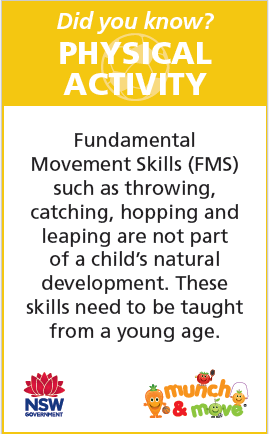 Did you know?
PHYSICAL
ACTIVITY
Fundamental
Movement Skills (FMS)
such as throwing,
catching, hopping and
leaping are not part
of a child’s natural
development. These
skills need to be taught
from a young age.
NSW
GOVERNMENT
munch
& move